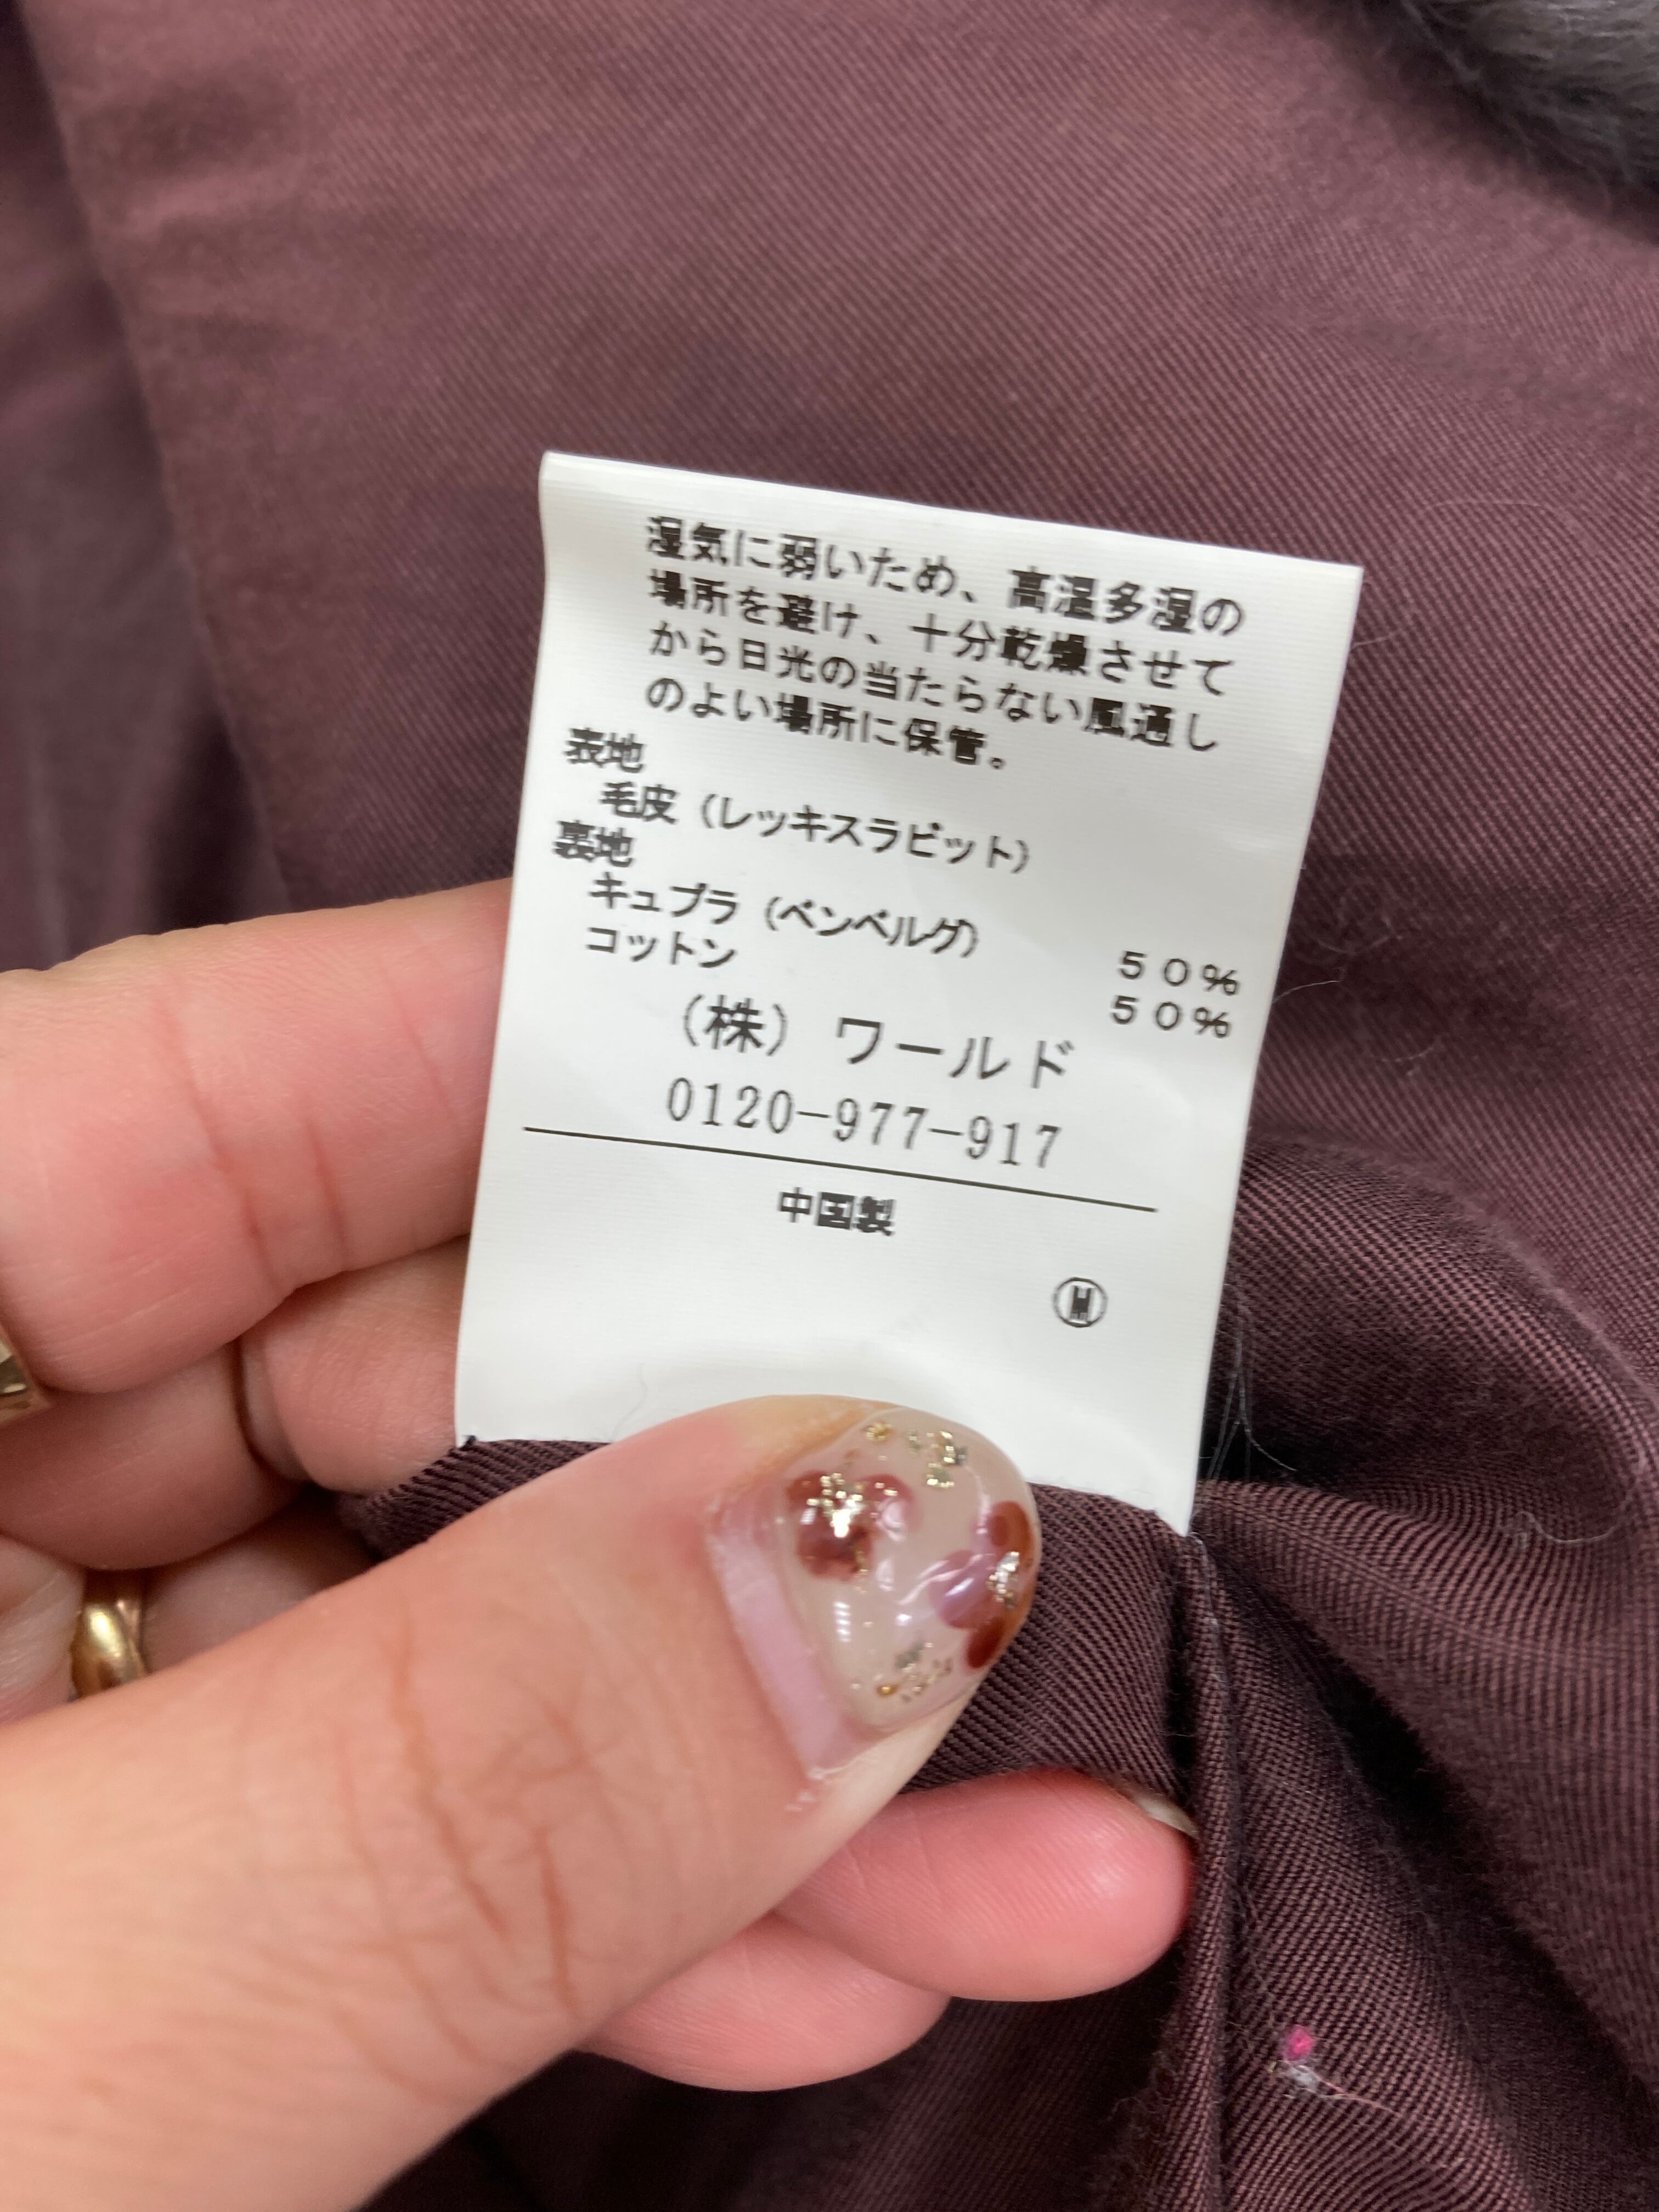 湿気に弱いため、高温多湿の
場所を避け、十分乾燥させて
から日光の当たらない風通し
のよい場所に保管。
表地
毛皮（レッキスラビット）
裏地
キュプラ（ベンベルグ） 50%
コットン 50%
（株）ワールド
0120-977-917
中国製
Ⓗ